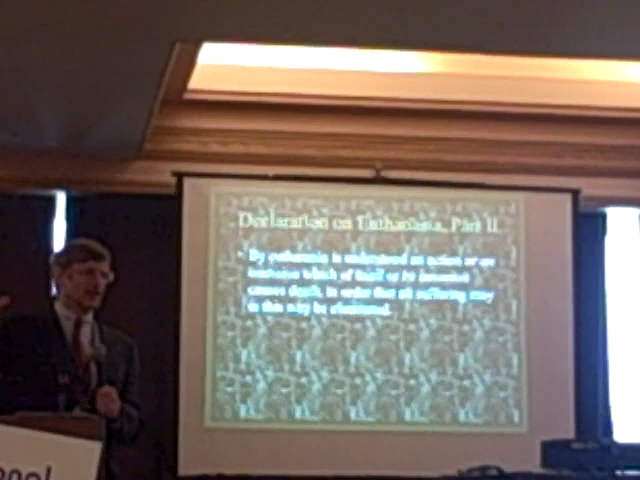 Declaration on Euthanasia, Part II
• By euthanasia is understood an action or an
omission which of itself or by intention
causes death, in order that all suffering may
in this way be eliminated.